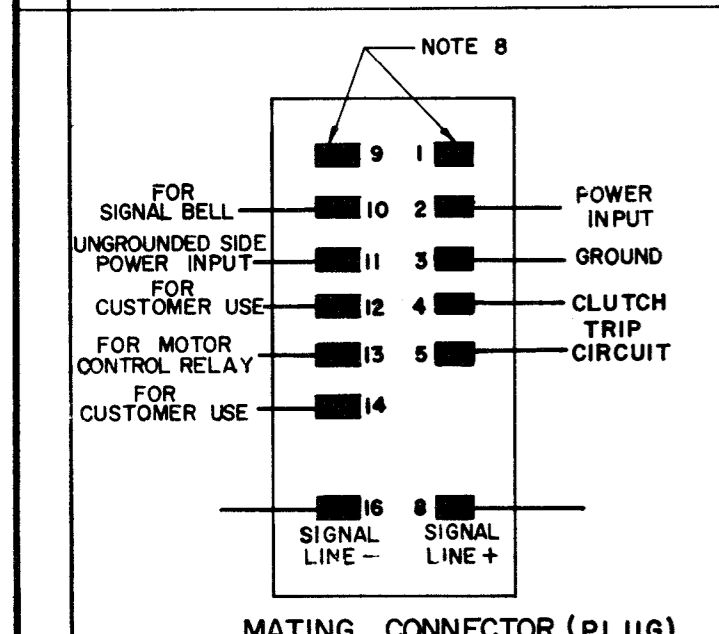 NOTE 8
9 1
FOR
SIGNAL BELL
10 2
POWER
INPUT
UNGROUNDED SIDE
POWER INPUT
11 3
GROUND
FOR
CUSTOMER USE
12 4
CLUTCH
TRIP
CIRCUIT
FOR MOTOR
CONTROL RELAY
13 5
FOR
CUSTOMER USE
14
16 8
SIGNAL
LINE -
SIGNAL
LINE +
MATING CONNECTOR (PLUG)